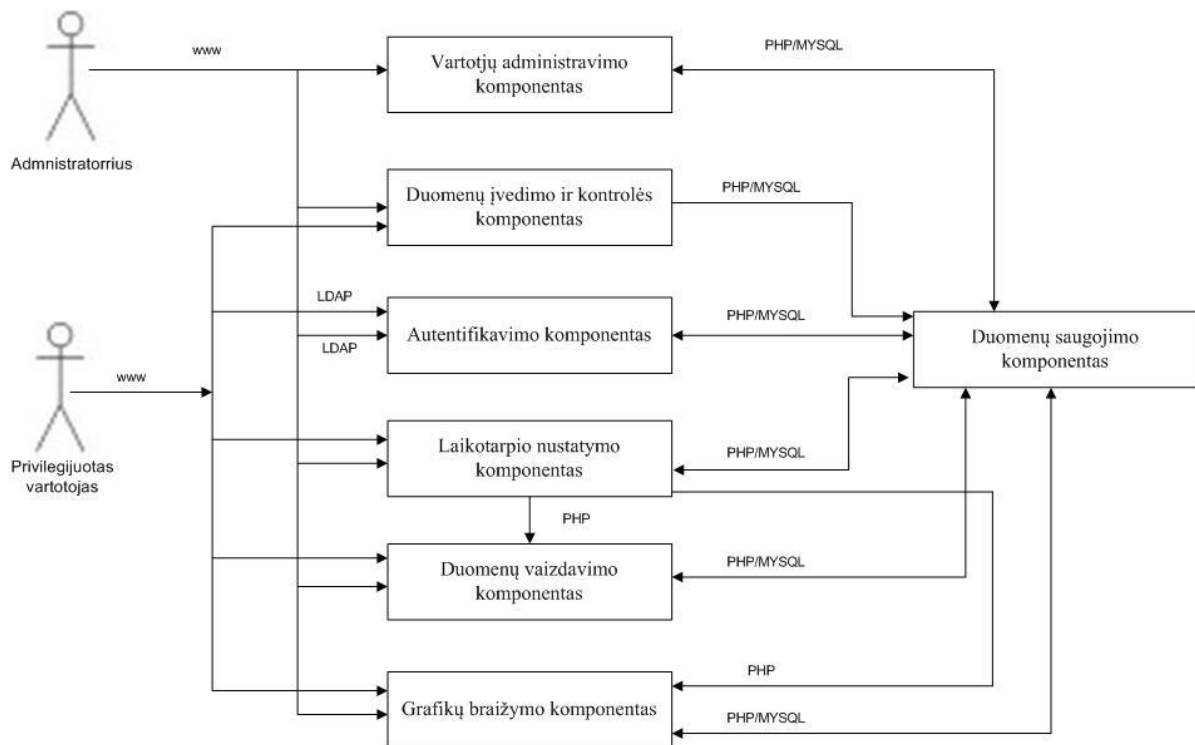 www
PHP/MYSQL
Vartotjų administravimo
komponentas
Admnistratorrius
Duomenų įvedimo ir kontrolės
komponentas
PHP/MYSQL
LDAP
Autentifikavimo komponentas
LDAP
PHP/MYSQL
Duomenų saugojimo
komponentas
www
Privilegijuotas
vartotojas
Laikotarpio nustatymo
komponentas
PHP/MYSQL
PHP
Duomenų vaizdavimo
komponentas
PHP/MYSQL
PHP
Grafikų braižymo komponentas
PHP/MYSQL